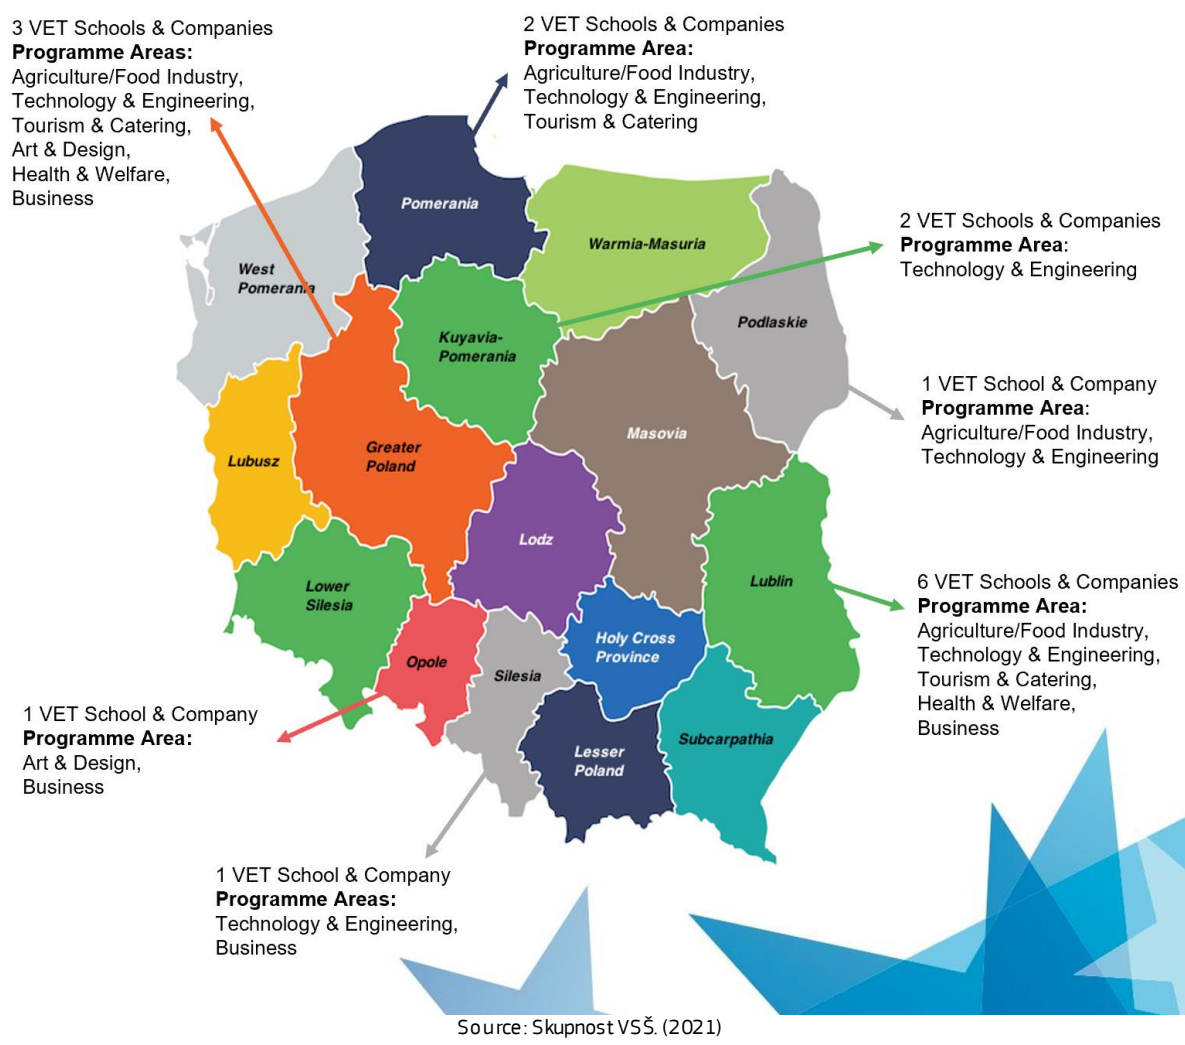 3 VET Schools & Companies
Programme Areas:
Agriculture/Food Industry,
Technology & Engineering,
Tourism & Catering,
Art & Design,
Health & Welfare,
Business
2 VET Schools & Companies
Programme Area:
Agriculture/Food Industry,
Technology & Engineering,
Tourism & Catering
2 VET Schools & Companies
Programme Area:
Technology & Engineering
1 VET School & Company
Programme Area:
Agriculture/Food Industry,
Technology & Engineering
6 VET Schools & Companies
Programme Area:
Agriculture/Food Industry,
Technology & Engineering,
Tourism & Catering,
Health & Welfare,
Business
1 VET School & Company
Programme Area:
Art & Design,
Business
1 VET School & Company
Programme Areas:
Technology & Engineering,
Business
Pomerania
Warmia-Masuria
West
Pomerania
Kuyavia-
Pomerania
Podlaskie
Masovia
Greater
Poland
Lubusz
Lodz
Lublin
Lower
Silesia
Holy Cross
Province
Opole
Silesia
Lesser
Poland
Subcarpathia
Source: Skupnost VSŠ. (2021)